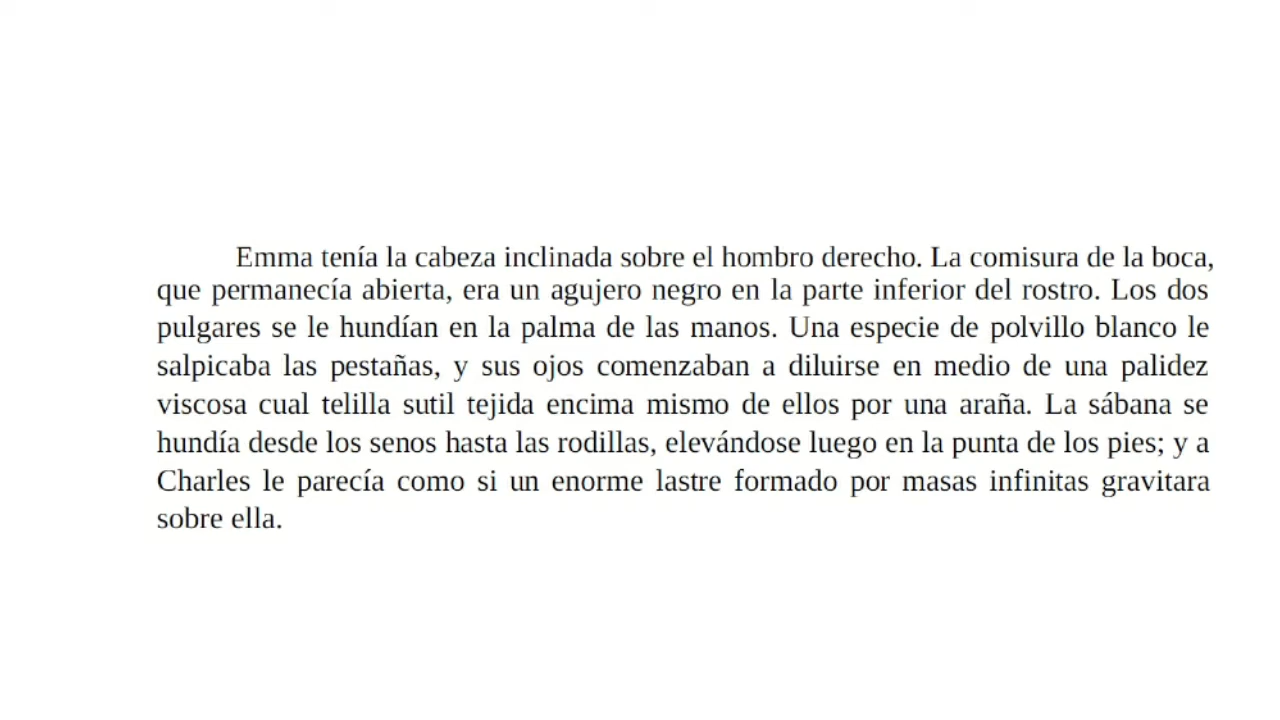 Emma tenía la cabeza inclinada sobre el hombro derecho. La comisura de la boca,
que permanecía abierta, era un agujero negro en la parte inferior del rostro. Los dos
pulgares se le hundían en la palma de las manos. Una especie de polvillo blanco le
salpicaba las pestañas, y sus ojos comenzaban a diluirse en medio de una palidez
viscosa cual telilla sutil tejida encima mismo de ellos por una araña. La sábana se
hundía desde los senos hasta las rodillas, elevándose luego en la punta de los pies; y a
Charles le parecía como si un enorme lastre formado por masas infinitas gravitara
sobre ella.